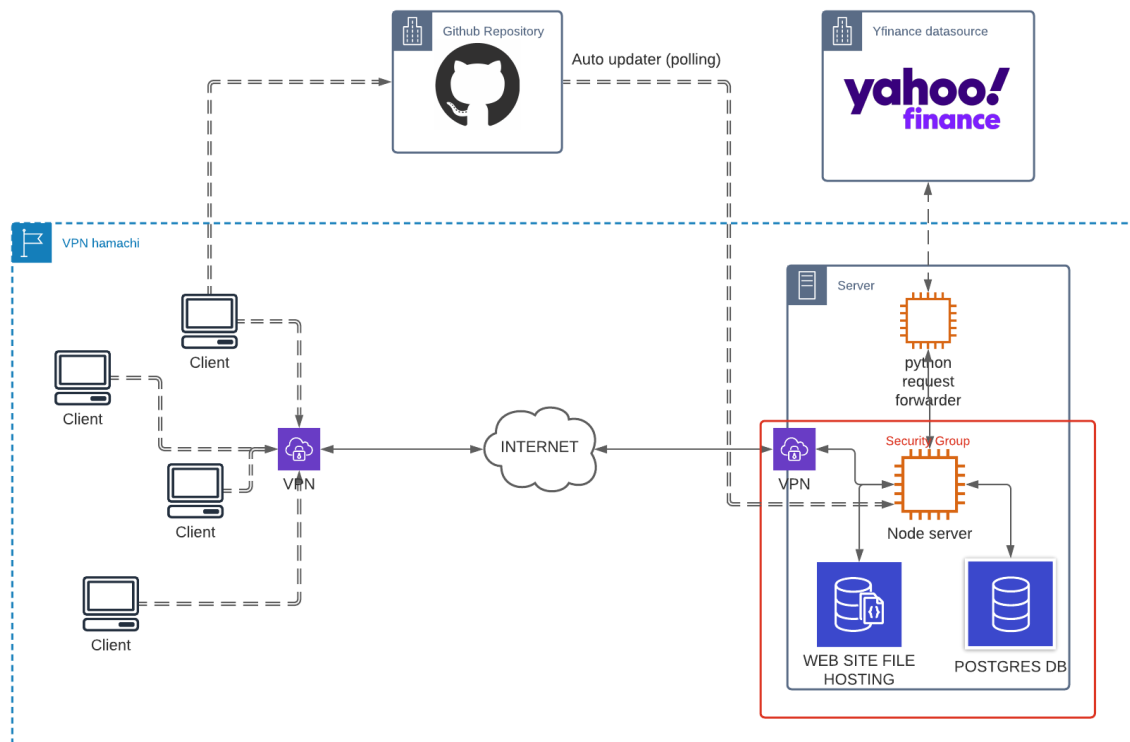 Github Repository
Yfinance datasource
Auto updater (polling)
yahoo!
finance
VPN hamachi
Server
Client
python
request
forwarder
Client
Security Group
INTERNET
VPN
VPN
Client
Node server
Client
WEB SITE FILE
HOSTING
POSTGRES DB